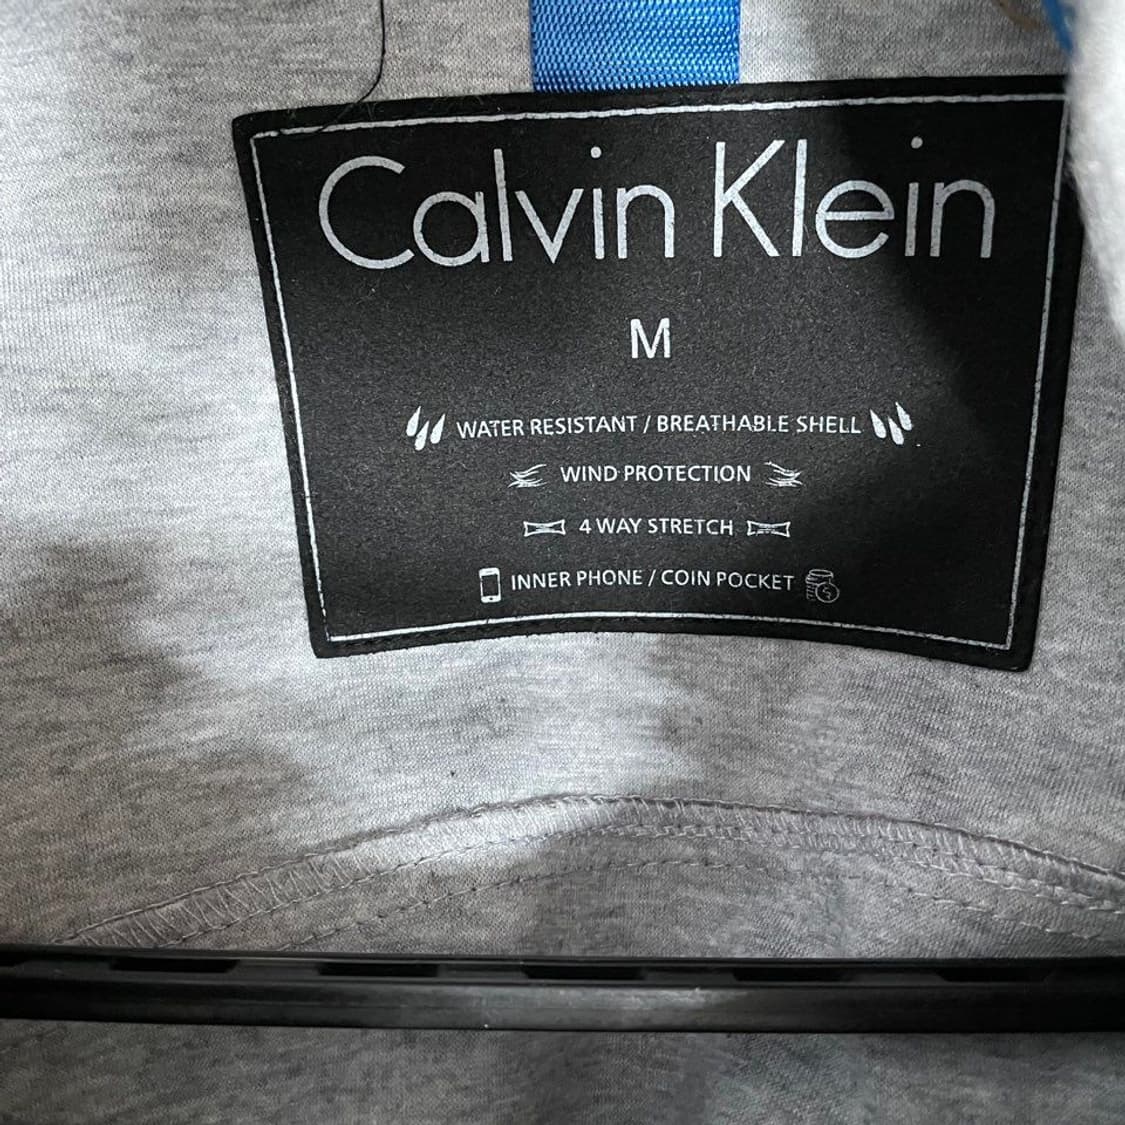 Calvin Klein
M
WATER RESISTANT / BREATHABLE SHELL
WIND PROTECTION
4 WAY STRETCH
INNER PHONE / COIN POCKET